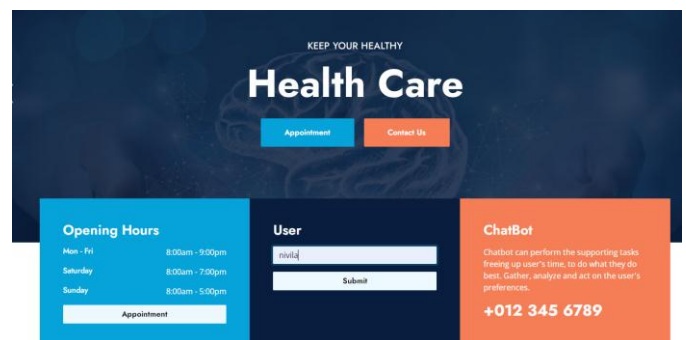 KEEP YOUR HEALTHY
Health Care
Appointment
Contact Us
Opening Hours
Mon - Fri 8:00am - 9:00pm
Saturday 8:00am - 7:00pm
Sunday 8:00am - 5:00pm
Appointment
User
nivila
Submit
ChatBot
Chatbot can perform the supporting tasks
freeing up user's time, to do what they do
best. Gather, analyze and act on the user's
preferences.
+012 345 6789